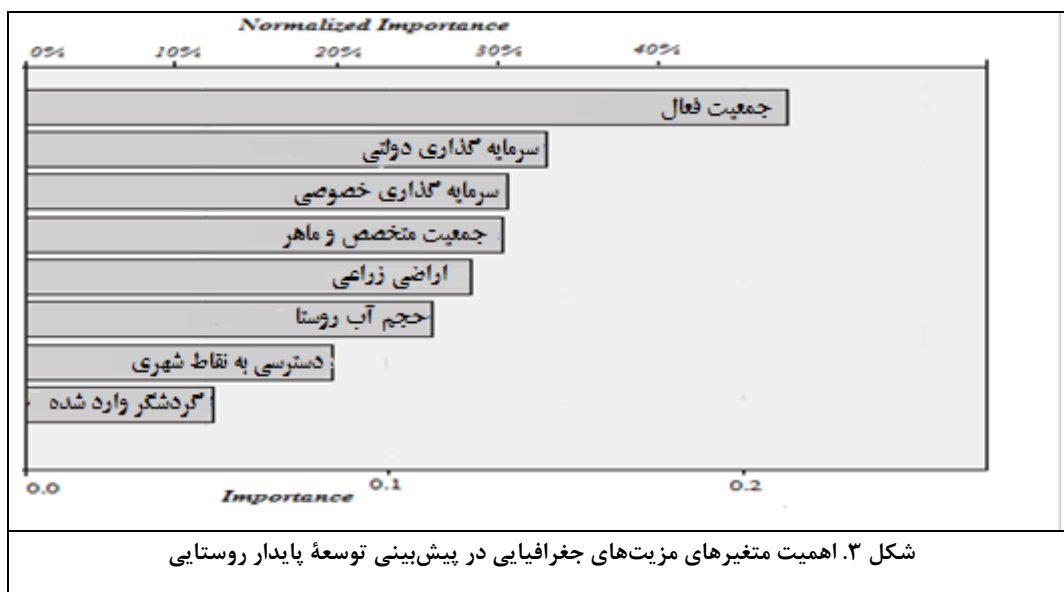 Normalized Importance
0% 10% 20% 30% 40%
جمعیت فعال
سرمایه گذاری دولتی
سرمایه گذاری خصوصی
جمعیت متخصص و ماهر
اراضی زراعی
حجم آب روستا
دسترسی به نقاط شهری
گردشگر وارد شده
0.0 0.1 0.2
Importance
شکل ۳. اهمیت متغیرهای مزیت‌های جغرافیایی در پیش‌بینی توسعهٔ پایدار روستایی